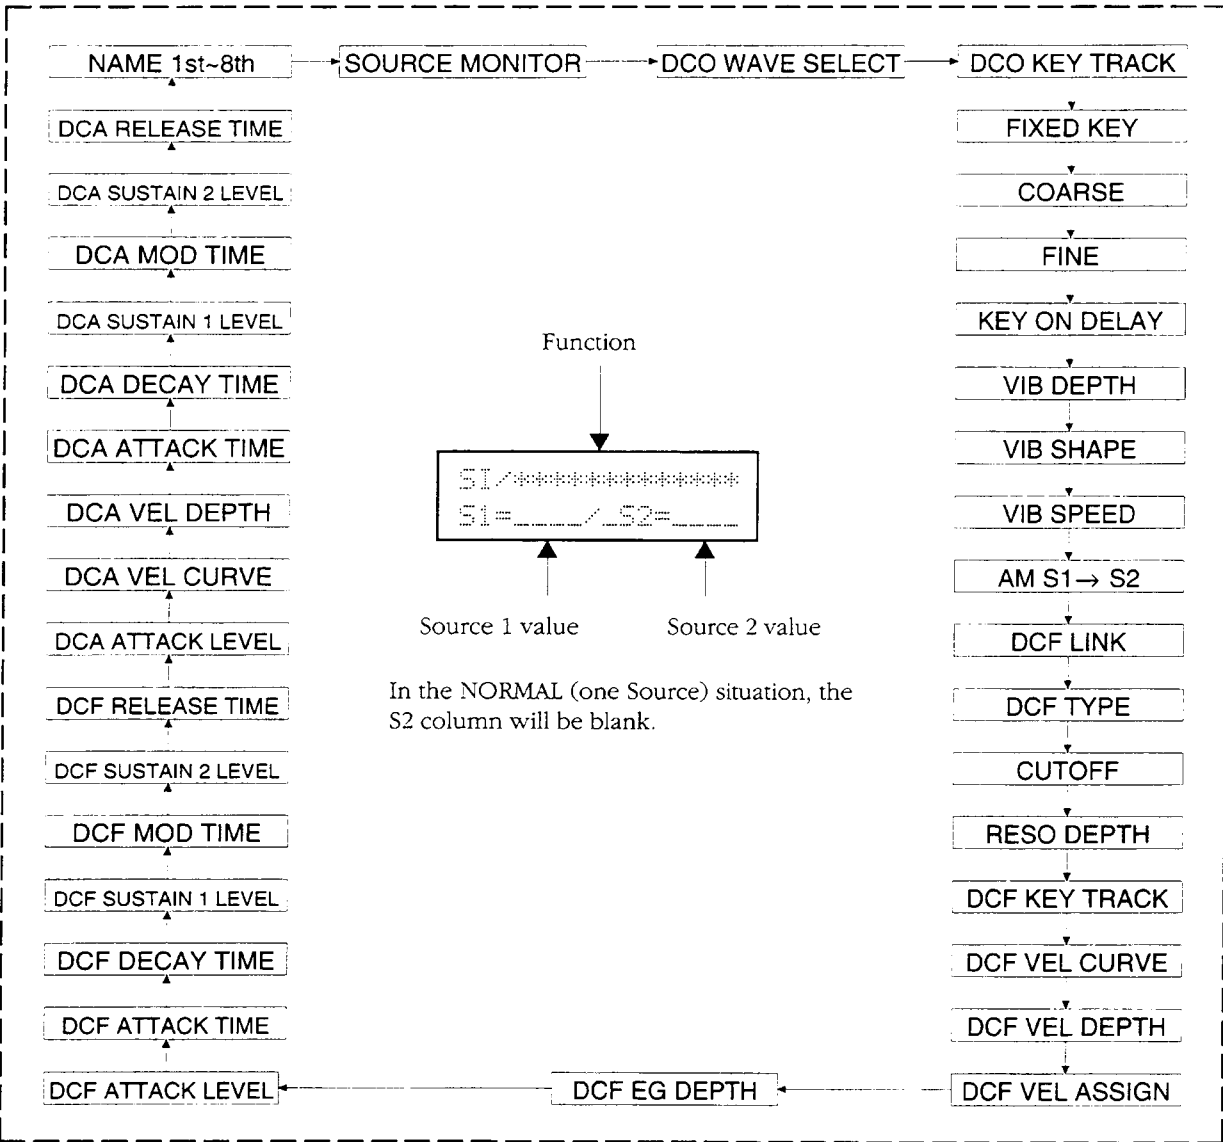 NAME 1st~8th
SOURCE MONITOR
DCO WAVE SELECT
DCO KEY TRACK
FIXED KEY
COARSE
FINE
KEY ON DELAY
VIB DEPTH
VIB SHAPE
VIB SPEED
AM S1→ S2
DCF LINK
DCF TYPE
CUTOFF
RESO DEPTH
DCF KEY TRACK
DCF VEL CURVE
DCF VEL DEPTH
DCF VEL ASSIGN
DCF EG DEPTH
DCF ATTACK LEVEL
DCF ATTACK TIME
DCF DECAY TIME
DCF SUSTAIN 1 LEVEL
DCF MOD TIME
DCF SUSTAIN 2 LEVEL
DCF RELEASE TIME
DCA ATTACK LEVEL
DCA VEL CURVE
DCA VEL DEPTH
DCA ATTACK TIME
DCA DECAY TIME
DCA SUSTAIN 1 LEVEL
DCA MOD TIME
DCA SUSTAIN 2 LEVEL
DCA RELEASE TIME
Function
SI/*************
S1=____/_S2=____
Source 1 value
Source 2 value
In the NORMAL (one Source) situation, the
S2 column will be blank.